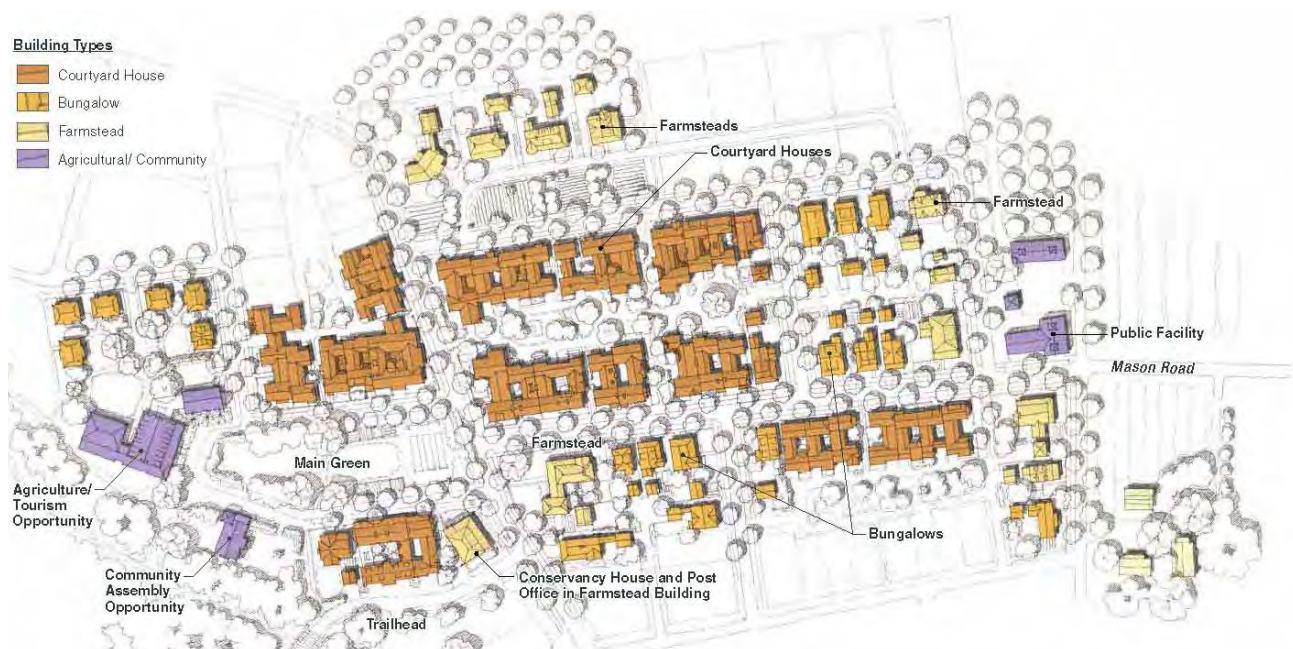 Building Types
Courtyard House
Bungalow
Farmstead
Agricultural/ Community
Farmsteads
Courtyard Houses
Farmstead
Public Facility
Mason Road
Farmstead
Main Green
Agriculture/
Tourism
Opportunity
Bungalows
Community
Assembly
Opportunity
Conservancy House and Post
Office in Farmstead Building
Trailhead